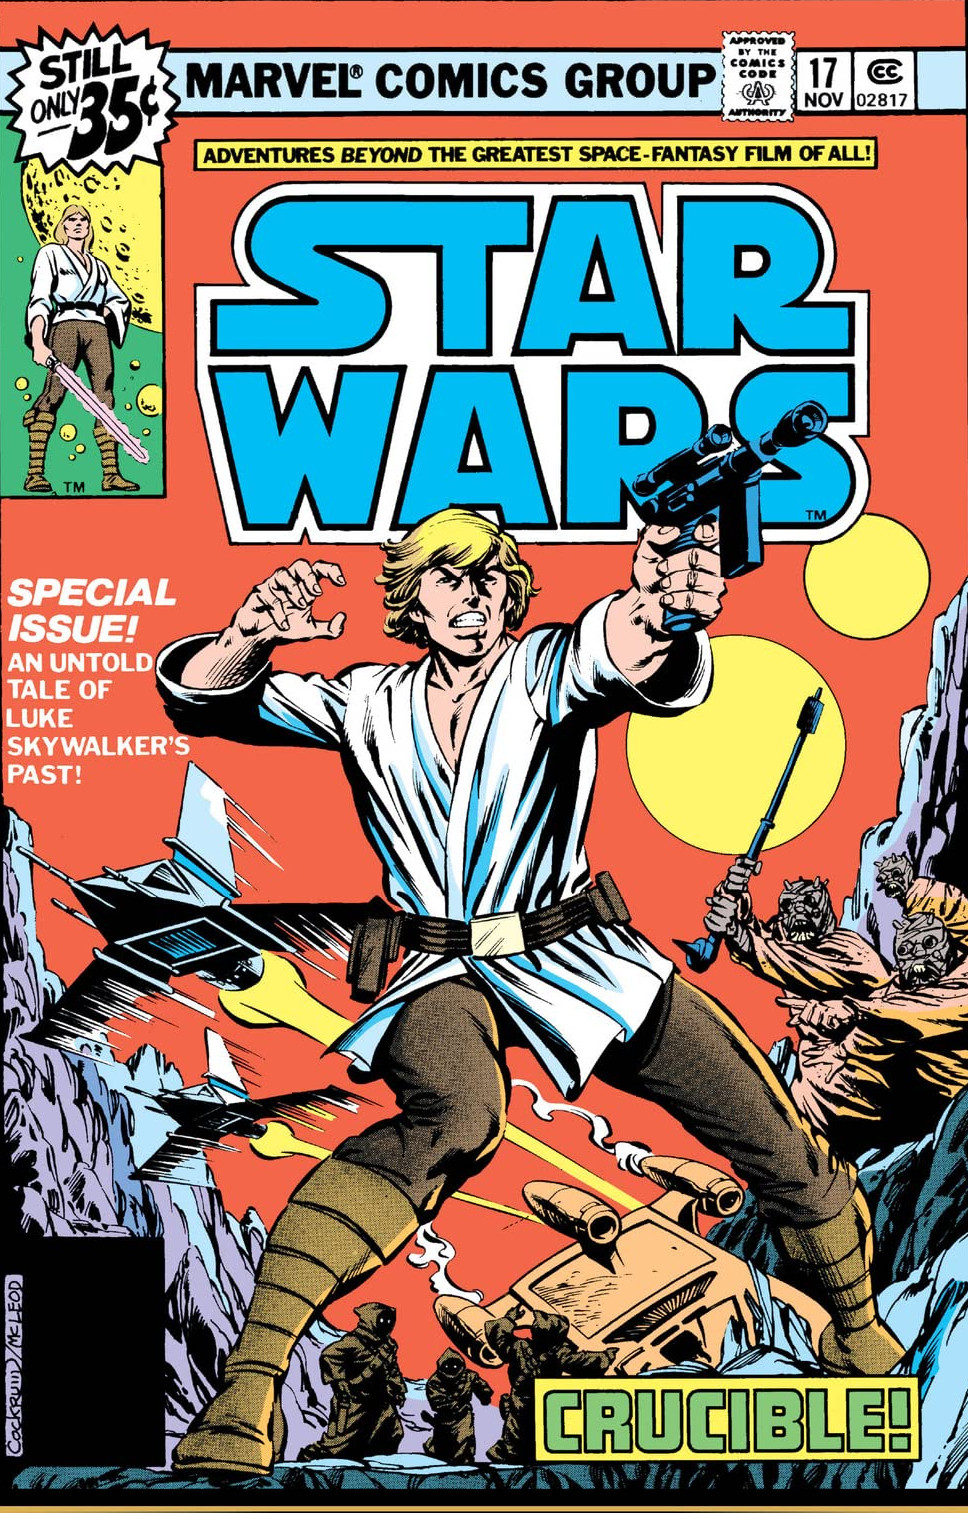 STILL
ONLY 35¢
MARVEL® COMICS GROUP
APPROVED
BY THE
COMICS
CODE
CA
AUTHORITY
17
NOV
CC
02817
ADVENTURES BEYOND THE GREATEST SPACE-FANTASY FILM OF ALL!
STAR
WARS
TM
TM
SPECIAL
ISSUE!
AN UNTOLD
TALE OF
LUKE
SKYWALKER'S
PAST!
COCKRUM/McLEOD
CRUCIBLE!